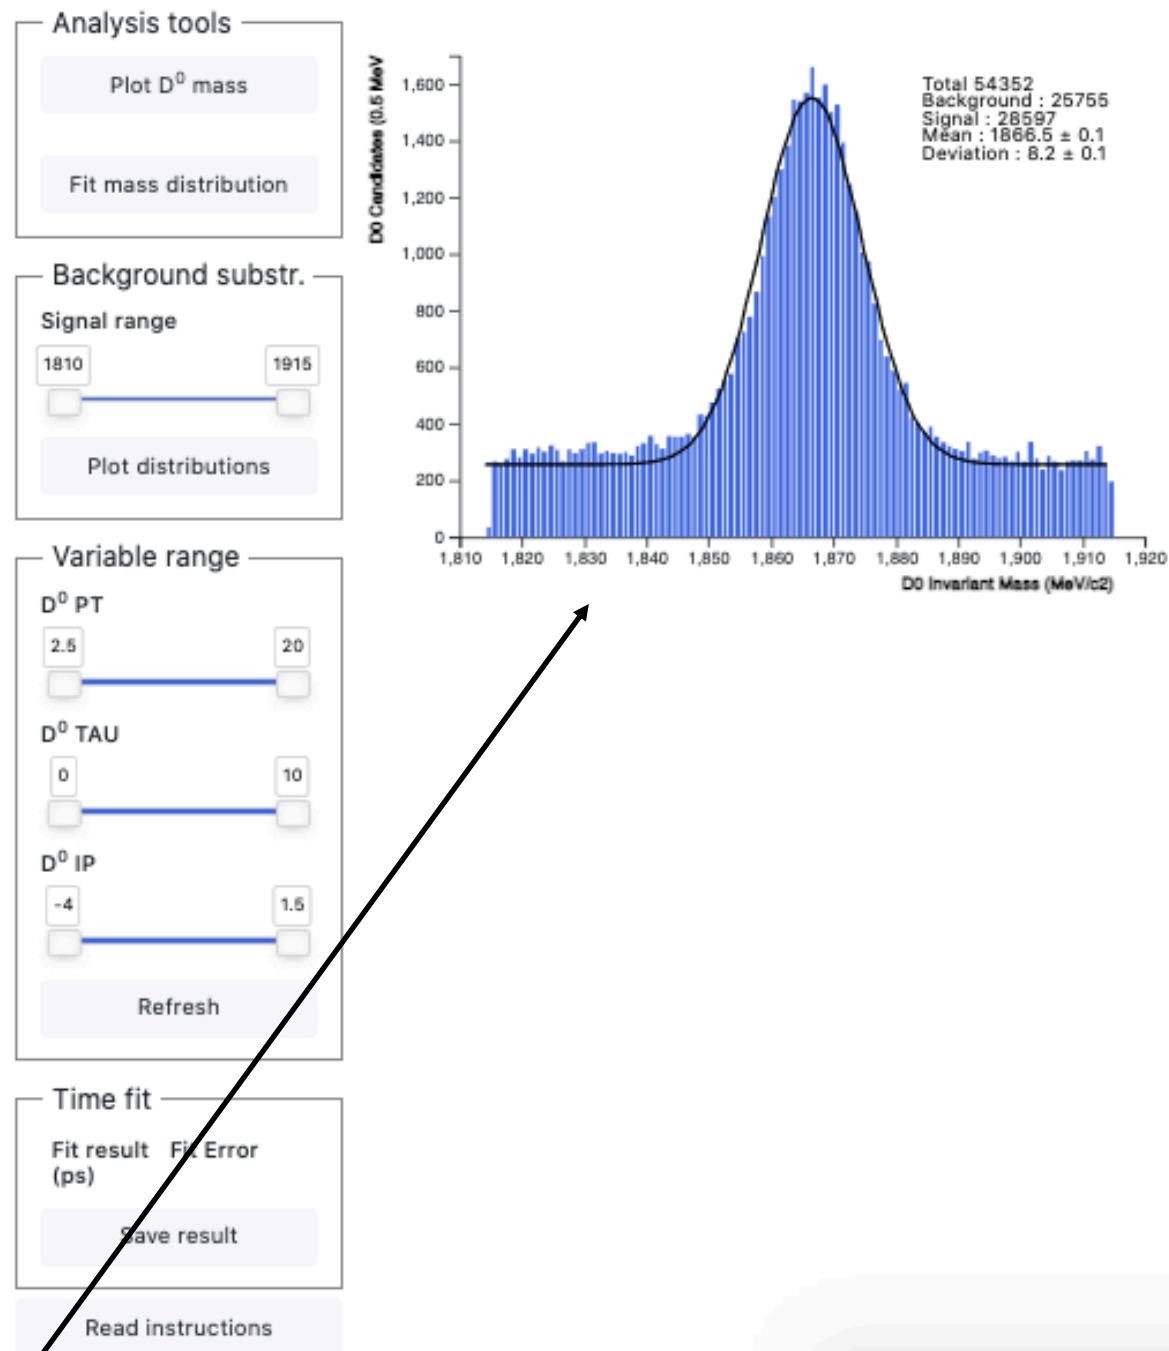 Analysis tools
Plot D⁰ mass
Fit mass distribution
Background substr.
Signal range
1810
1915
Plot distributions
Variable range
D⁰ PT
2.5
20
D⁰ TAU
0
10
D⁰ IP
-4
1.5
Refresh
Time fit
Fit result Fit Error
(ps)
Save result
Read instructions
D0 Candidates (0.5 MeV
1,600
1,400
1,200
1,000
800
600
400
200
0
Total 54352
Background : 25755
Signal : 28597
Mean : 1866.5 ± 0.1
Deviation : 8.2 ± 0.1
1,810 1,820 1,830 1,840 1,850 1,860 1,870 1,880 1,890 1,900 1,910 1,920
D0 Invariant Mass (MeV/c2)